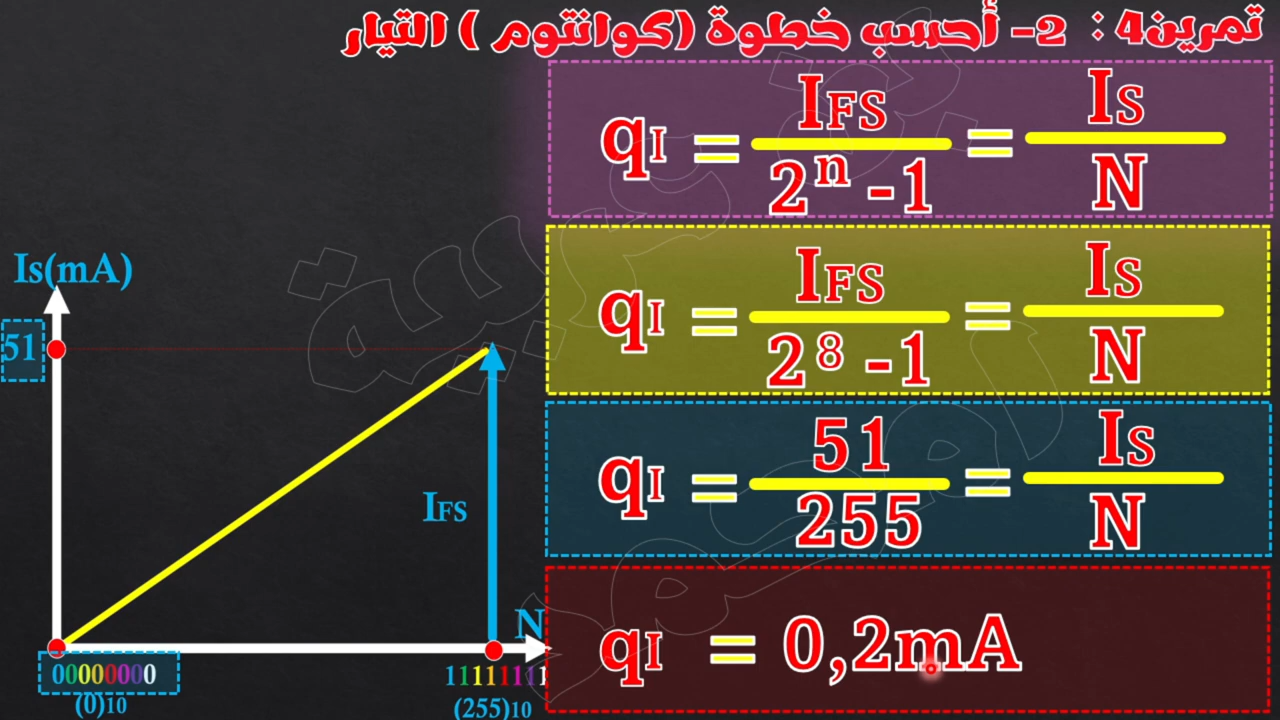 تمرين4 : 2- أحسب خطوة (كوانتوم ) التيار
qI = IFS / 2ⁿ -1 = IS / N
qI = IFS / 2⁸ -1 = IS / N
qI = 51 / 255 = IS / N
qI = 0,2mA
Is(mA)
51
IFS
N
00000000
(0)10
11111111
(255)10